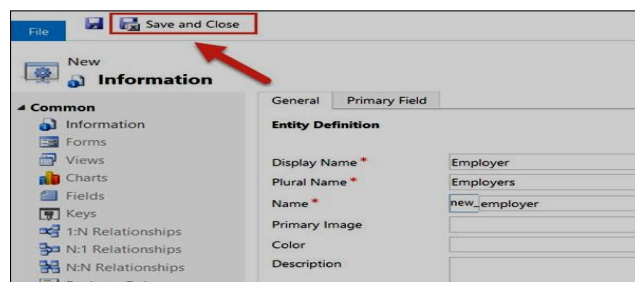 File
Save and Close
New
Information
Common
Information
Forms
Views
Charts
Fields
Keys
1:N Relationships
N:1 Relationships
N:N Relationships
General Primary Field
Entity Definition
Display Name * Employer
Plural Name * Employers
Name * new_employer
Primary Image
Color
Description